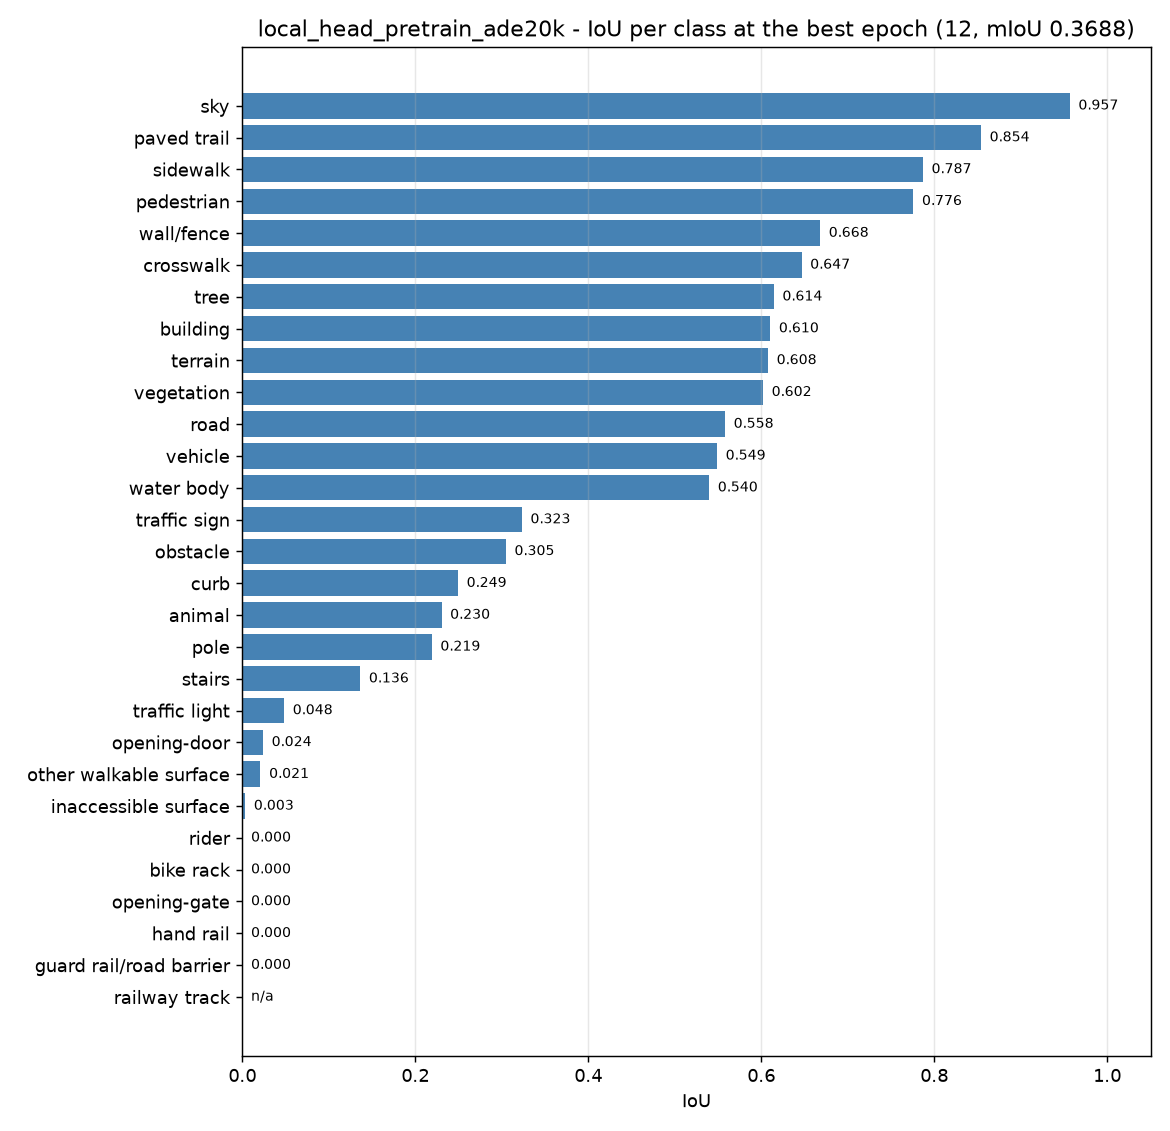 local_head_pretrain_ade20k - IoU per class at the best epoch (12, mIoU 0.3688)
sky 0.957
paved trail 0.854
sidewalk 0.787
pedestrian 0.776
wall/fence 0.668
crosswalk 0.647
tree 0.614
building 0.610
terrain 0.608
vegetation 0.602
road 0.558
vehicle 0.549
water body 0.540
traffic sign 0.323
obstacle 0.305
curb 0.249
animal 0.230
pole 0.219
stairs 0.136
traffic light 0.048
opening-door 0.024
other walkable surface 0.021
inaccessible surface 0.003
rider 0.000
bike rack 0.000
opening-gate 0.000
hand rail 0.000
guard rail/road barrier 0.000
railway track n/a
0.0 0.2 0.4 0.6 0.8 1.0
IoU